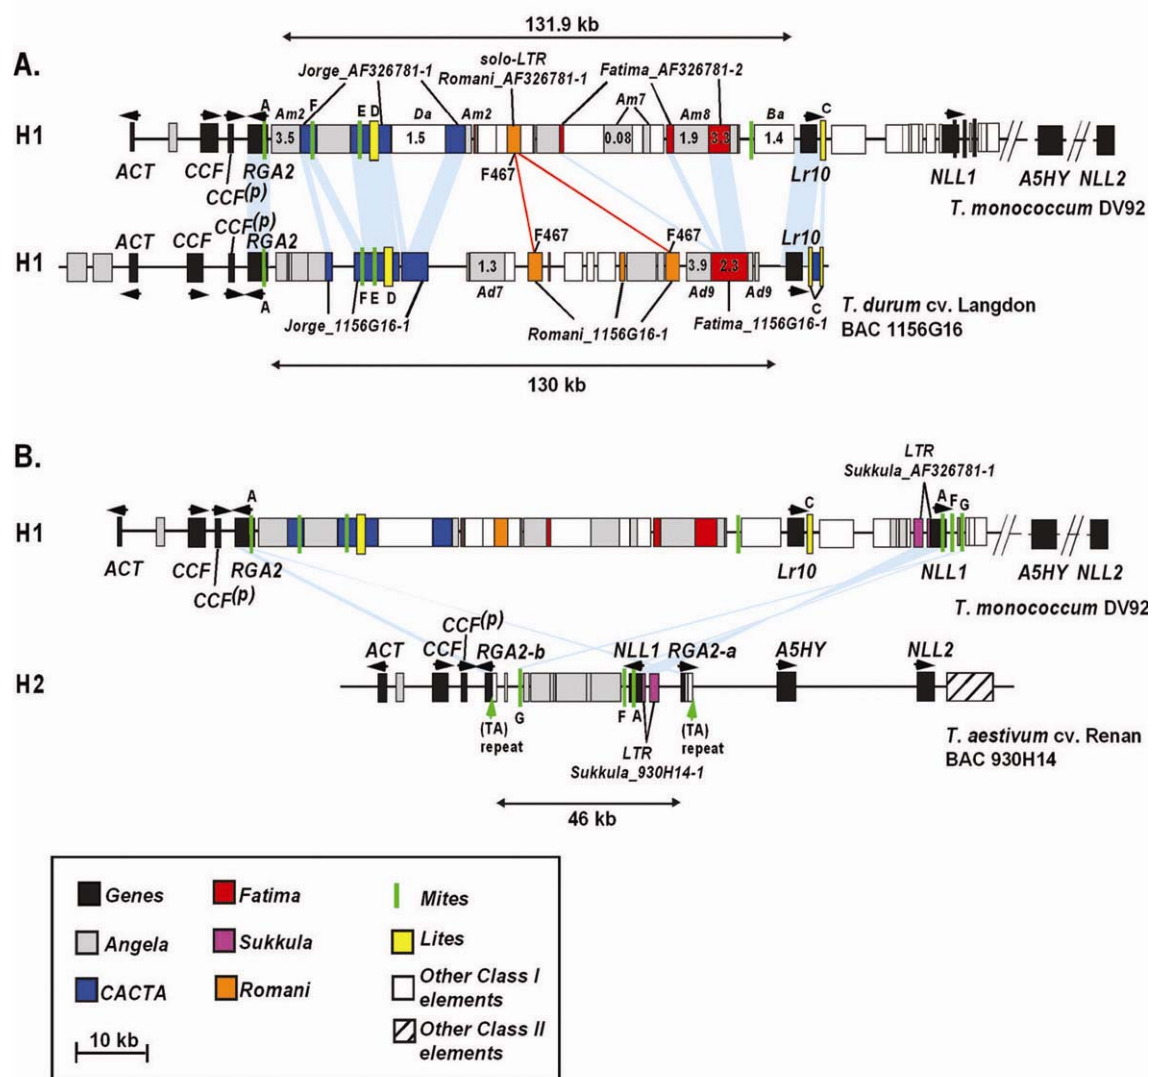 131.9 kb
A.
solo-LTR
Jorge_AF326781-1
Romani_AF326781-1
Fatima_AF326781-2
A
Am2
F
E
D
Da
Am2
Am7
Am8
Ba
C
H1
3.5
1.5
0.08
1.9
3.3
1.4
ACT
CCF
CCF(p)
RGA2
F467
Lr10
NLL1
A5HY
NLL2
T. monococcum DV92
CCF(p)
ACT
CCF
RGA2
F467
F467
Lr10
H1
1.3
3.9
2.3
A
F
E
D
Ad7
Ad9
Ad9
C
Jorge_1156G16-1
Romani_1156G16-1
Fatima_1156G16-1
T. durum cv. Langdon
BAC 1156G16
130 kb
B.
LTR
Sukkula_AF326781-1
A
C
A
F
G
H1
ACT
CCF
CCF(p)
RGA2
Lr10
NLL1
A5HY
NLL2
T. monococcum DV92
CCF(p)
ACT
CCF
RGA2-b
NLL1
RGA2-a
A5HY
NLL2
H2
G
F
A
(TA)
repeat
LTR
Sukkula_930H14-1
(TA)
repeat
T. aestivum cv. Renan
BAC 930H14
46 kb
Genes
Fatima
Mites
Angela
Sukkula
Lites
CACTA
Romani
Other Class I
elements
Other Class II
elements
10 kb